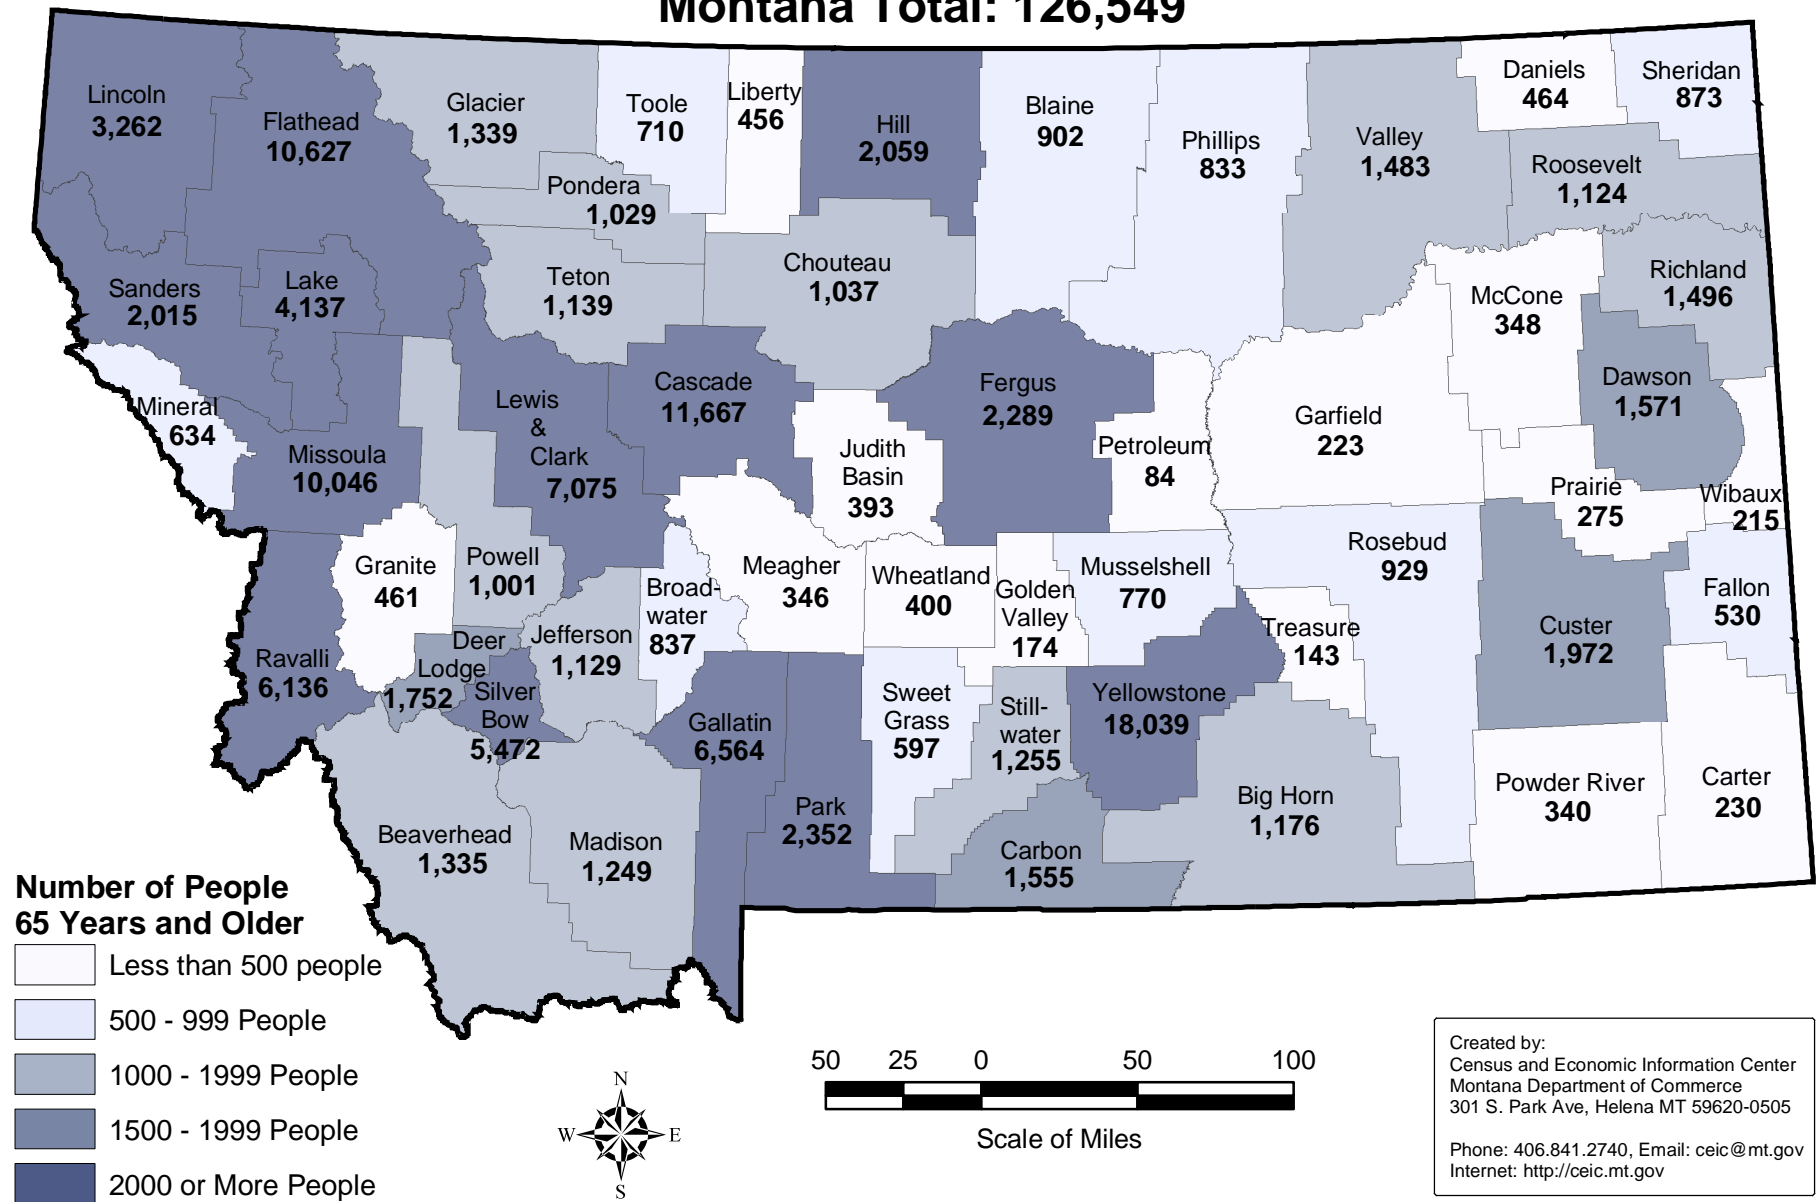 Montana Total: 126,549
Lincoln
3,262
Flathead
10,627
Glacier
1,339
Toole
710
Liberty
456
Hill
2,059
Blaine
902
Phillips
833
Valley
1,483
Daniels
464
Sheridan
873
Roosevelt
1,124
Pondera
1,029
Teton
1,139
Chouteau
1,037
Richland
1,496
McCone
348
Sanders
2,015
Lake
4,137
Dawson
1,571
Mineral
634
Missoula
10,046
Lewis
&
Clark
7,075
Cascade
11,667
Judith
Basin
393
Fergus
2,289
Petroleum
84
Garfield
223
Prairie
275
Wibaux
215
Granite
461
Powell
1,001
Broad-
water
837
Meagher
346
Wheatland
400
Golden
Valley
174
Musselshell
770
Rosebud
929
Treasure
143
Custer
1,972
Fallon
530
Ravalli
6,136
Deer
Lodge
1,752
Silver
Bow
5,472
Jefferson
1,129
Gallatin
6,564
Park
2,352
Sweet
Grass
597
Still-
water
1,255
Yellowstone
18,039
Big Horn
1,176
Powder River
340
Carter
230
Beaverhead
1,335
Madison
1,249
Carbon
1,555
Number of People
65 Years and Older
Less than 500 people
500 - 999 People
1000 - 1999 People
1500 - 1999 People
2000 or More People
N
W E
S
50 25 0 50 100
Scale of Miles
Created by:
Census and Economic Information Center
Montana Department of Commerce
301 S. Park Ave, Helena MT 59620-0505
Phone: 406.841.2740, Email: ceic@mt.gov
Internet: http://ceic.mt.gov